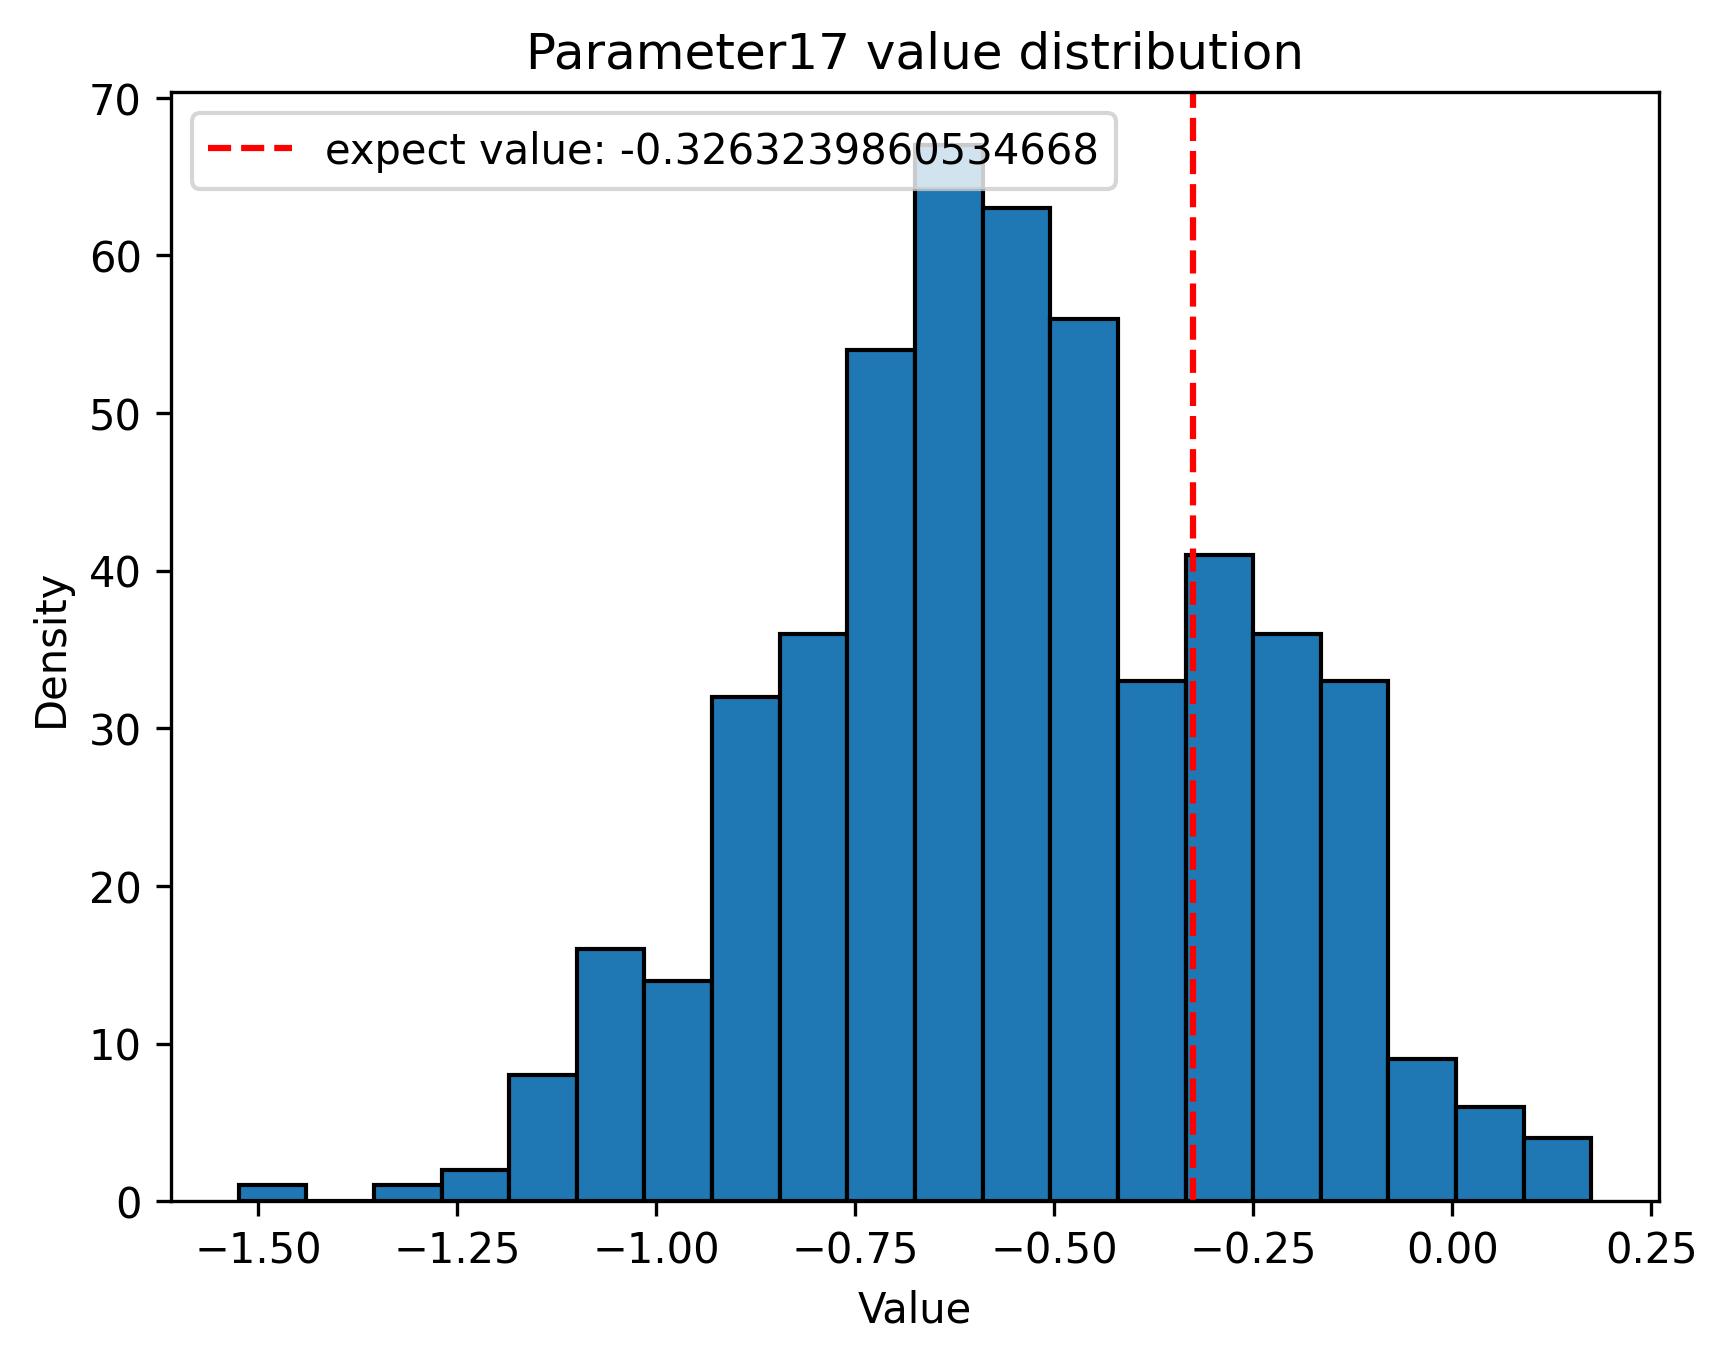 Parameter17 value distribution
expect value: -0.3263239860534668
70
60
50
40
30
20
10
0
Density
−1.50 −1.25 −1.00 −0.75 −0.50 −0.25 0.00 0.25
Value